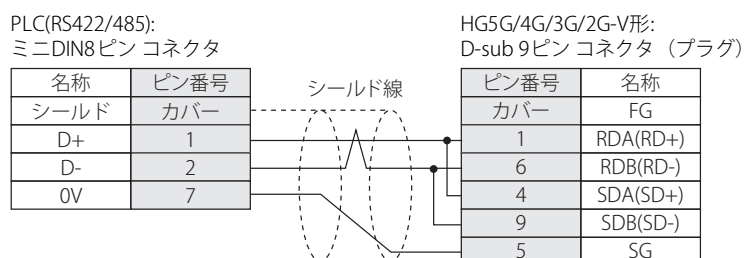 PLC(RS422/485):
ミニDIN8ピン コネクタ
名称 ピン番号
シールド カバー
D+ 1
D- 2
0V 7
シールド線
HG5G/4G/3G/2G-V形:
D-sub 9ピン コネクタ（プラグ）
ピン番号 名称
カバー FG
1 RDA(RD+)
6 RDB(RD-)
4 SDA(SD+)
9 SDB(SD-)
5 SG